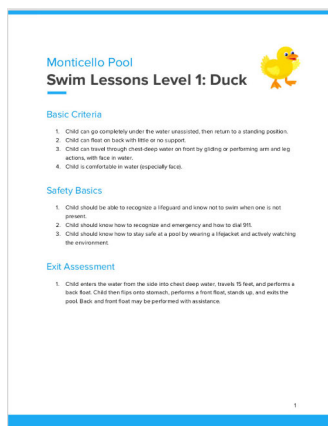 Monticello Pool
Swim Lessons Level 1: Duck
Basic Criteria
1. Child can go completely under the water unassisted, then return to a standing position.
2. Child can float on back with little or no support.
3. Child can travel through chest-deep water on front by gliding or performing arm and leg
actions, with face in water.
4. Child is comfortable in water (especially face).
Safety Basics
1. Child should be able to recognize a lifeguard and know not to swim when one is not
present.
2. Child should know how to recognize and emergency and how to dial 911.
3. Child should know how to stay safe at a pool by wearing a lifejacket and actively watching
the environment.
Exit Assessment
1. Child enters the water from the side into chest deep water, travels 15 feet, and performs a
back float. Child then flips onto stomach, performs a front float, stands up, and exits the
pool. Back and front float may be performed with assistance.
1